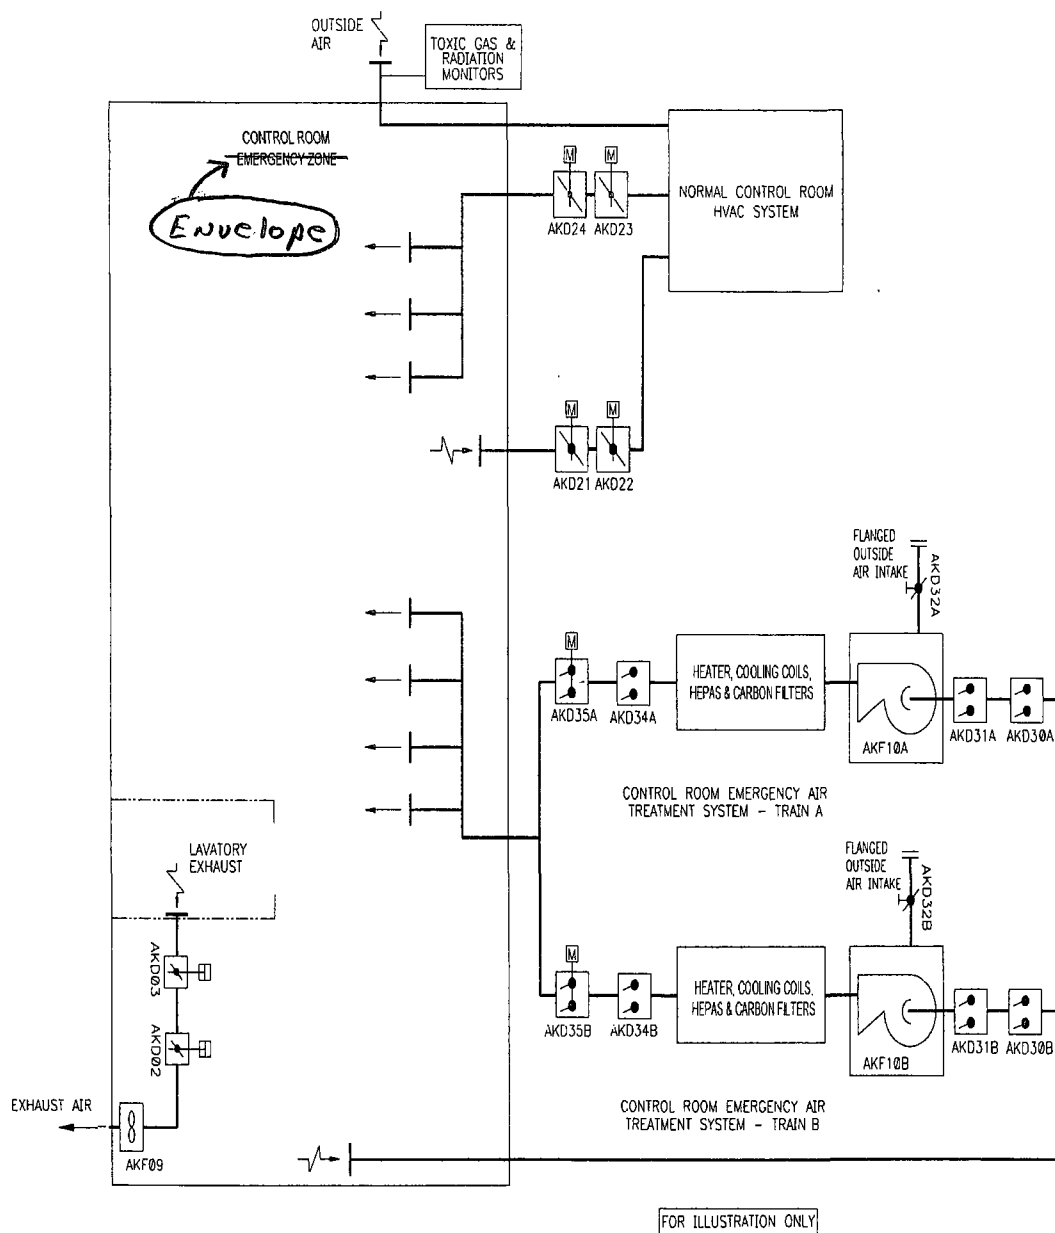 OUTSIDE
AIR
TOXIC GAS &
RADIATION
MONITORS
CONTROL ROOM
EMERGENCY ZONE
Envelope
NORMAL CONTROL ROOM
HVAC SYSTEM
M
M
AKD24
AKD23
M
M
AKD21
AKD22
FLANGED
OUTSIDE
AIR INTAKE
AKD32A
M
HEATER, COOLING COILS,
HEPAS & CARBON FILTERS
AKD35A
AKD34A
AKF10A
AKD31A
AKD30A
CONTROL ROOM EMERGENCY AIR
TREATMENT SYSTEM - TRAIN A
LAVATORY
EXHAUST
FLANGED
OUTSIDE
AIR INTAKE
AKD32B
AKD03
M
HEATER, COOLING COILS,
HEPAS & CARBON FILTERS
AKD35B
AKD34B
AKF10B
AKD31B
AKD30B
AKD02
EXHAUST AIR
AKF09
CONTROL ROOM EMERGENCY AIR
TREATMENT SYSTEM - TRAIN B
FOR ILLUSTRATION ONLY